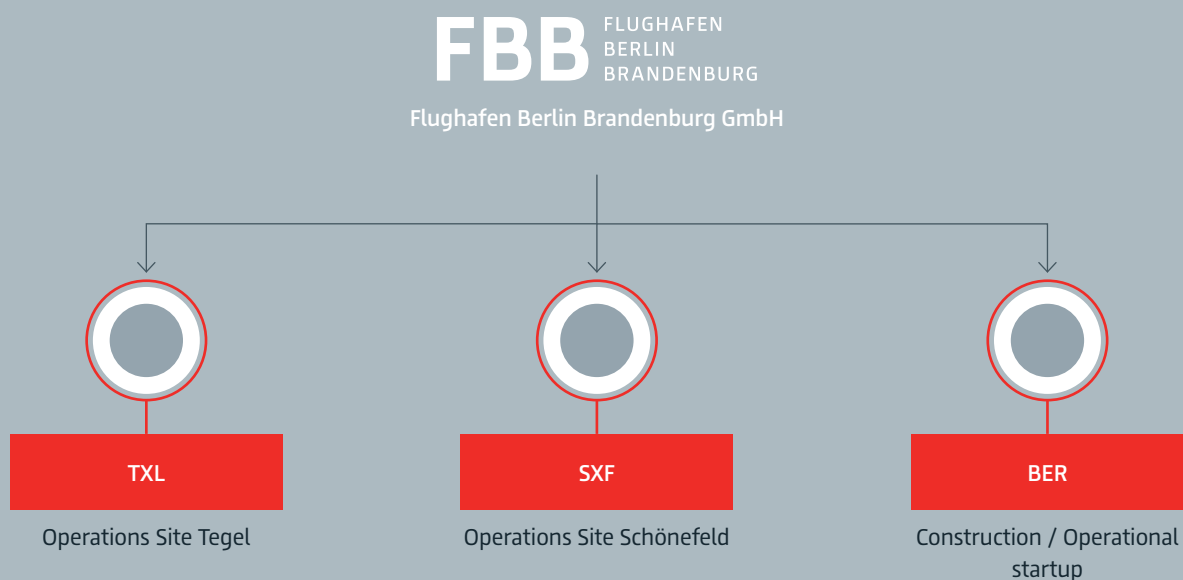 FBB
FLUGHAFEN
BERLIN
BRANDENBURG
Flughafen Berlin Brandenburg GmbH
TXL
Operations Site Tegel
SXF
Operations Site Schönefeld
BER
Construction / Operational
startup